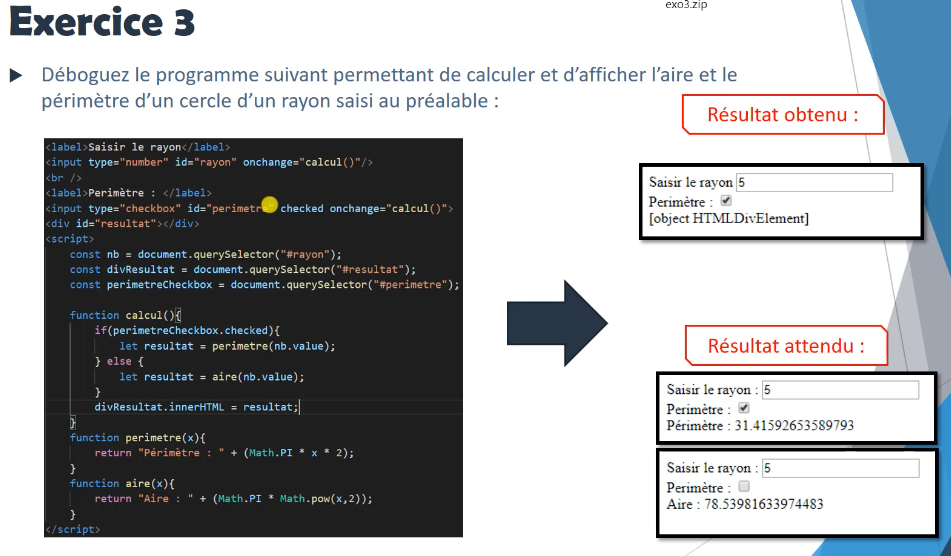 exo3.zip
Exercice 3
Déboguez le programme suivant permettant de calculer et d'afficher l'aire et le
périmètre d'un cercle d'un rayon saisi au préalable :
<label>Saisir le rayon</label>
<input type="number" id="rayon" onchange="calcul()"/>
<br />
<label>Perimètre : </label>
<input type="checkbox" id="perimetre" checked onchange="calcul()">
<div id="resultat"></div>
<script>
const nb = document.querySelector("#rayon");
const divResultat = document.querySelector("#resultat");
const perimetreCheckbox = document.querySelector("#perimetre");
function calcul(){
if(perimetreCheckbox.checked){
let resultat = perimetre(nb.value);
} else {
let resultat = aire(nb.value);
}
divResultat.innerHTML = resultat;
}
function perimetre(x){
return "Périmètre : " + (Math.PI * x * 2);
}
function aire(x){
return "Aire : " + (Math.PI * Math.pow(x,2));
}
</script>
Résultat obtenu :
Saisir le rayon 5
Perimètre :
[object HTMLDivElement]
Résultat attendu :
Saisir le rayon : 5
Perimètre :
Périmètre : 31.41592653589793
Saisir le rayon : 5
Perimètre :
Aire : 78.53981633974483